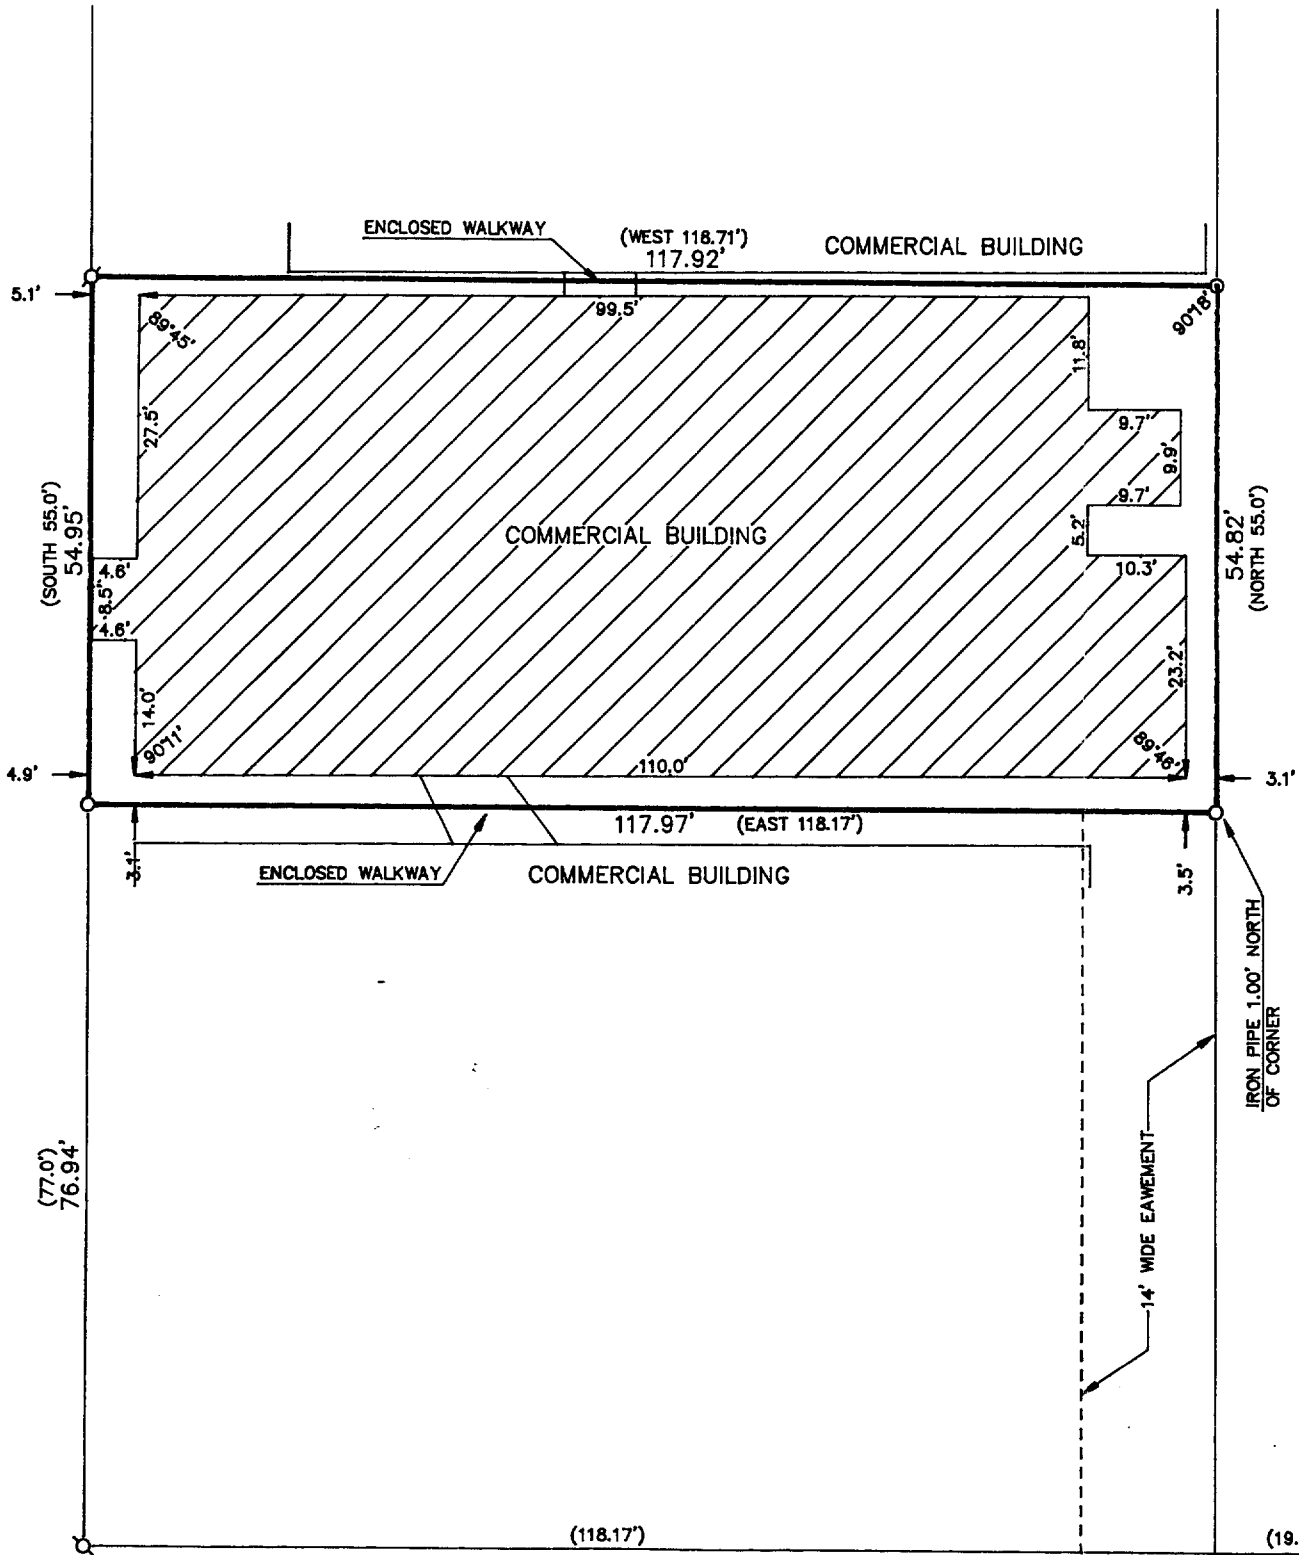 ENCLOSED WALKWAY
(WEST 118.71')
117.92'
COMMERCIAL BUILDING
5.1'
99.5'
89°45'
90°18'
11.8'
27.5'
9.7'
9.9'
9.7'
5.2'
COMMERCIAL BUILDING
(SOUTH 55.0')
54.95'
54.82'
(NORTH 55.0')
4.6'
8.5'
4.6'
10.3'
23.2'
14.0'
90°11'
89°46'
110.0'
4.9'
3.1'
117.97'
(EAST 118.17')
3.1'
ENCLOSED WALKWAY
COMMERCIAL BUILDING
3.5'
IRON PIPE 1.00' NORTH
OF CORNER
(77.0')
76.94'
14' WIDE EAWEMENT
(118.17')
(19.